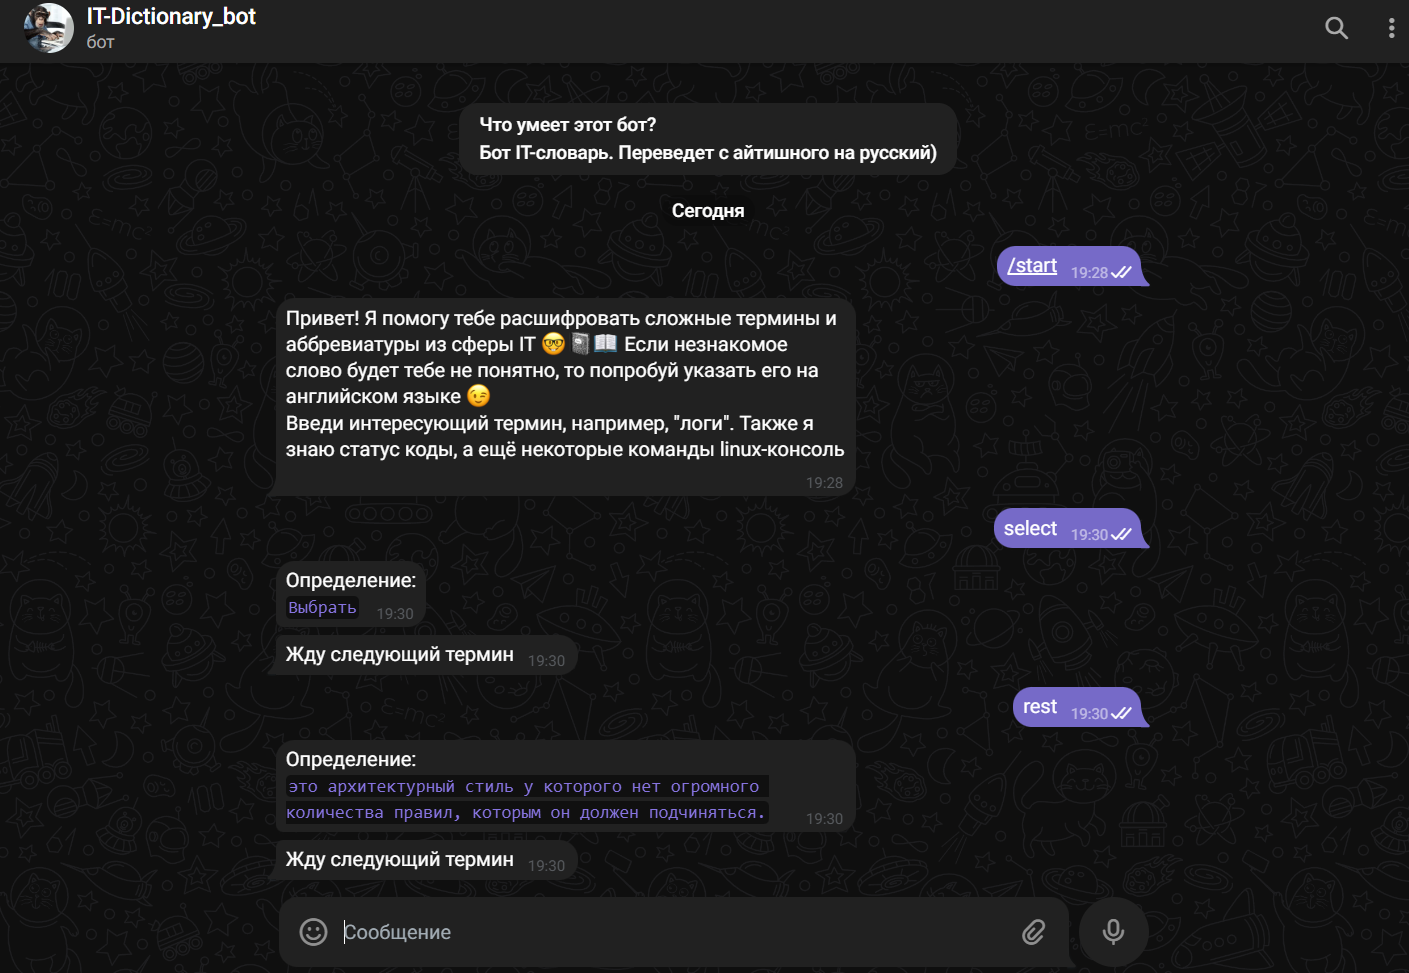 IT-Dictionary_bot
бот
Что умеет этот бот?
Бот IT-словарь. Переведет с айтишного на русский)
Сегодня
/start 19:28
Привет! Я помогу тебе расшифровать сложные термины и
аббревиатуры из сферы IT 🤓📓📖 Если незнакомое
слово будет тебе не понятно, то попробуй указать его на
английском языке 😉
Введи интересующий термин, например, "логи". Также я
знаю статус коды, а ещё некоторые команды linux-консоль
19:28
select 19:30
Определение:
Выбрать 19:30
Жду следующий термин 19:30
rest 19:30
Определение:
это архитектурный стиль у которого нет огромного
количества правил, которым он должен подчиняться. 19:30
Жду следующий термин 19:30
Сообщение